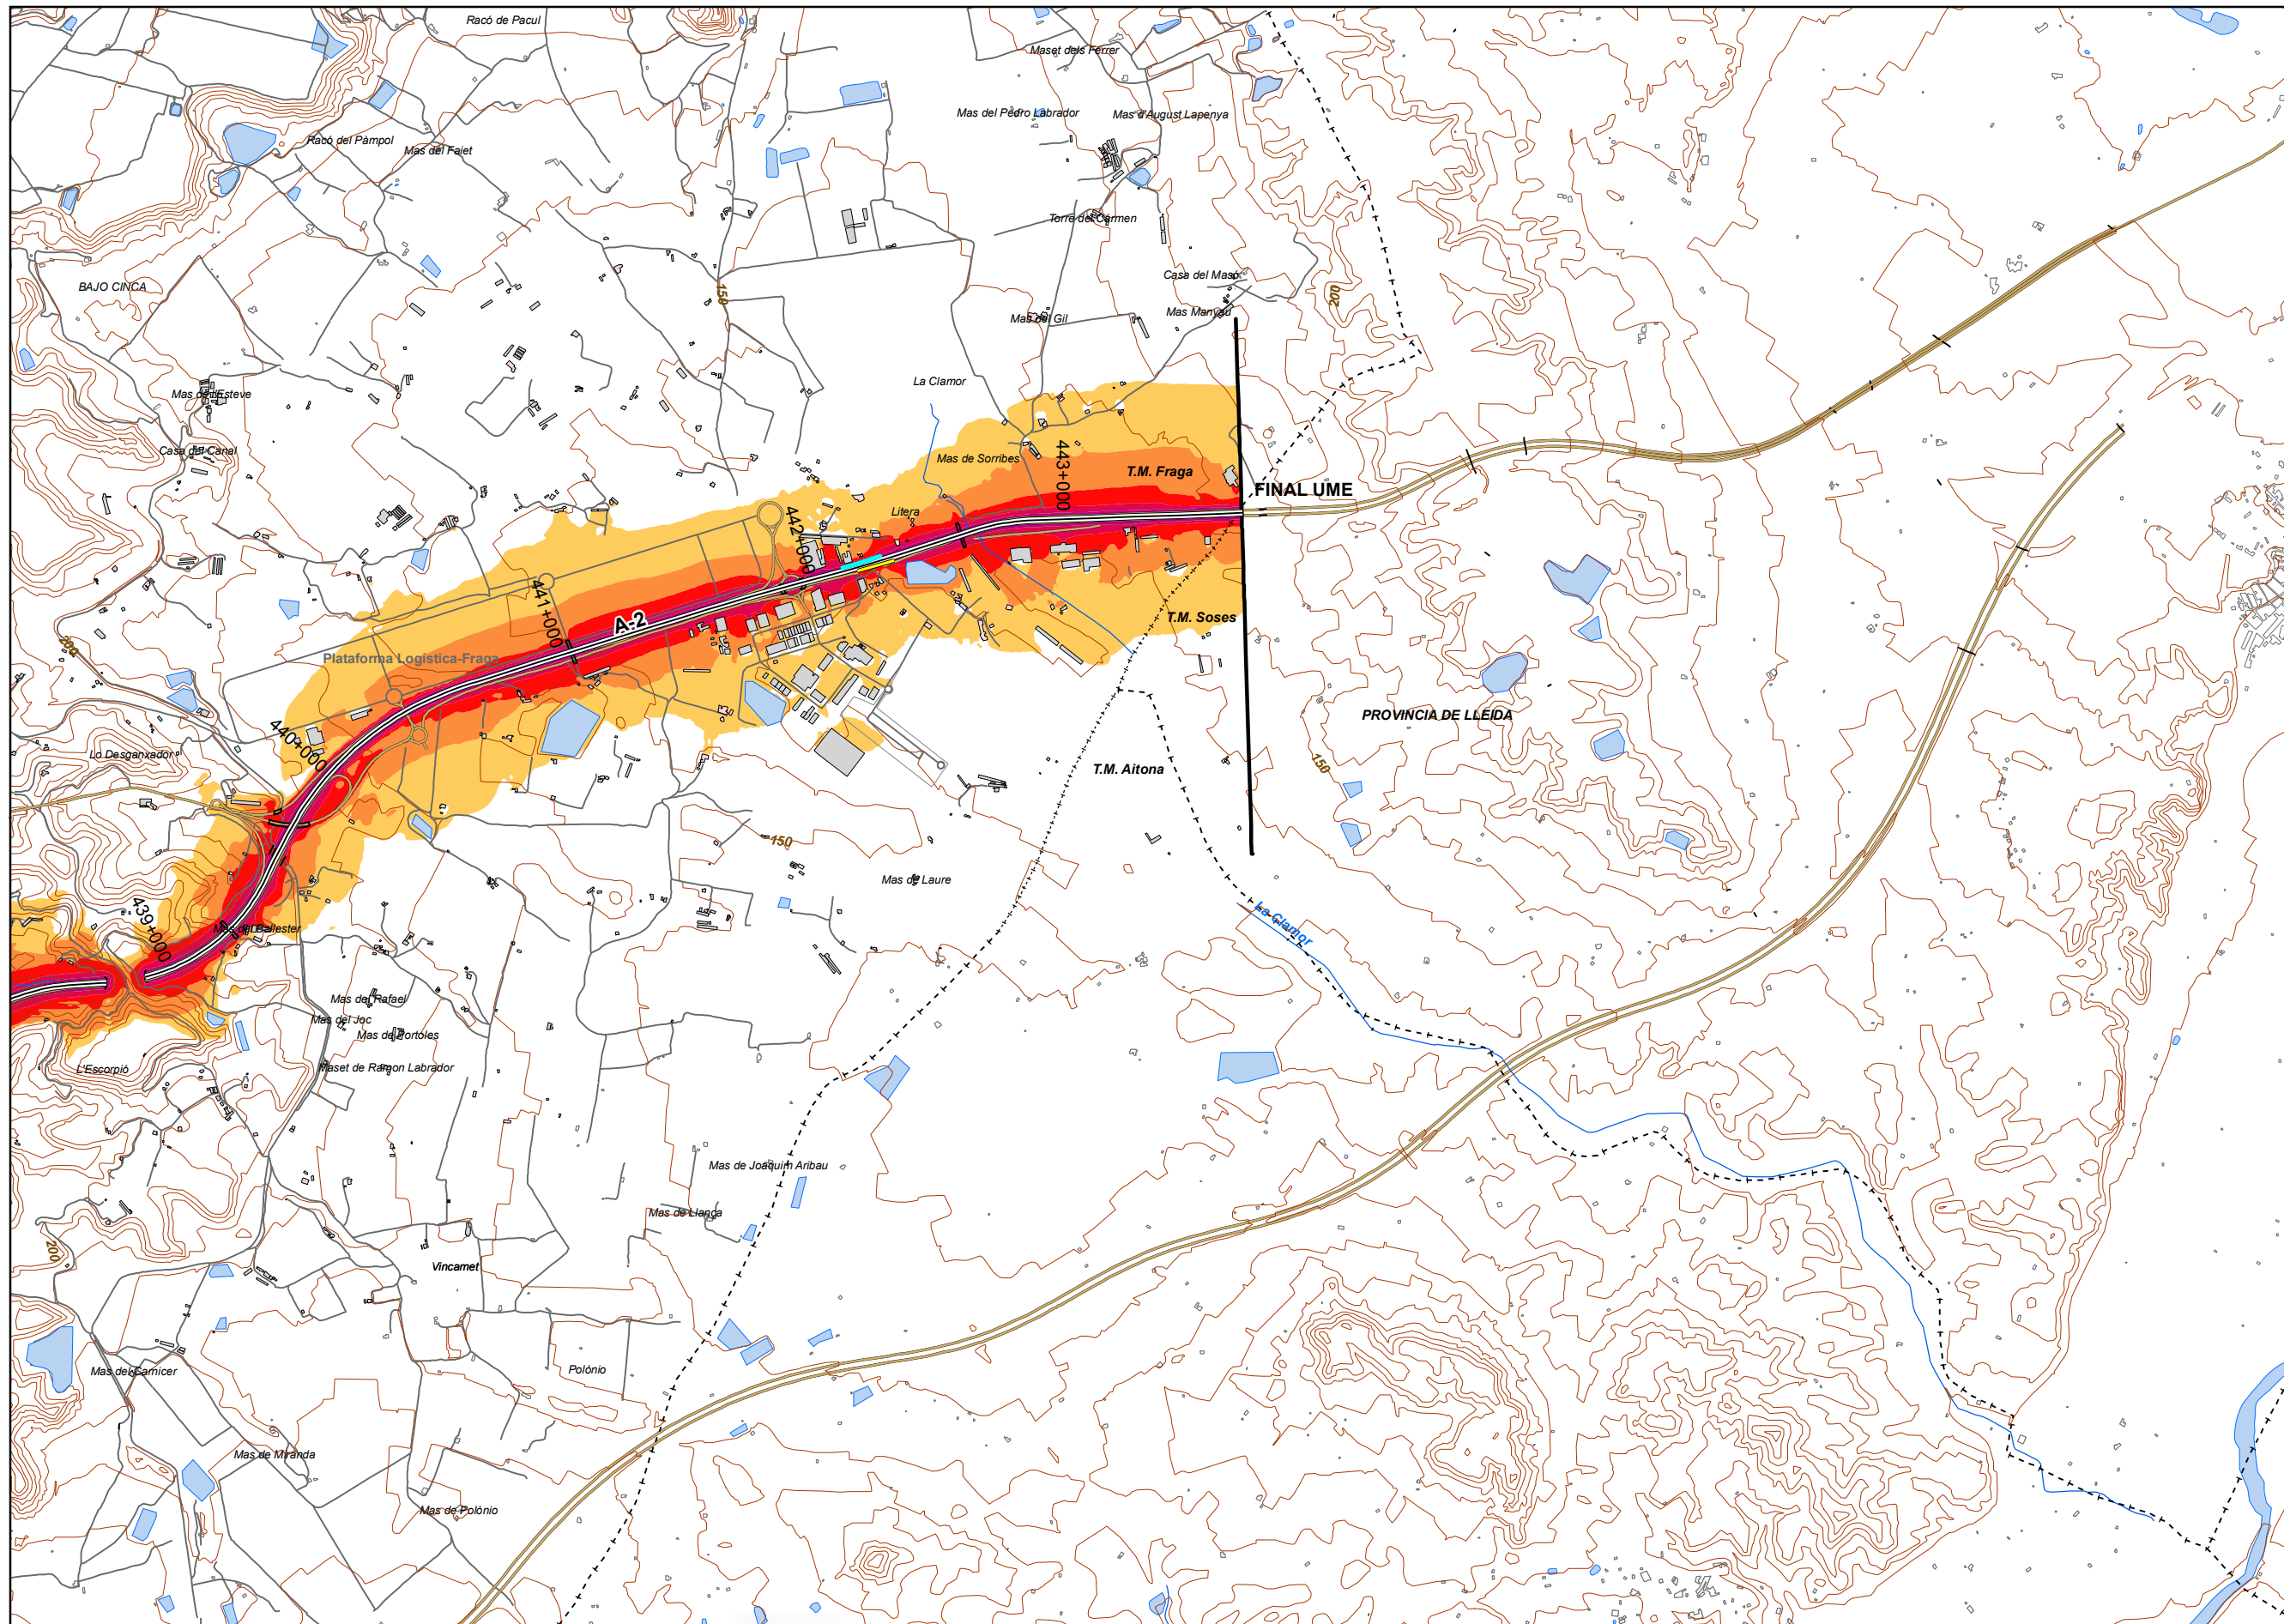 Racó de Pacul
Maset dels Ferrer
Mas del Pedro Labrador
Mas d'August Lapenya
Racó del Pàmpol
Mas del Faiet
Torre del Carmen
Casa del Masó
BAJO CINCA
150
200
Mas del Gil
Mas Manyau
La Clamor
Mas de l'Esteve
Casa del Canal
Mas de Sorribes
443+000
T.M. Fraga
FINAL UME
Litera
442+000
441+000
A-2
T.M. Soses
200
Plataforma Logística-Fraga
440+000
PROVINCIA DE LLEIDA
Lo Desganxador
T.M. Aitona
150
150
Mas de Laure
439+000
La Clamor
Mas del Rafael
Mas del Joc
Mas de Portoles
L'Escorpió
Maset de Ramon Labrador
Mas de Joaquim Aribau
Mas de Llança
200
Vincamet
Polònio
Mas del Carnicer
Mas de Miranda
Mas de Polònio